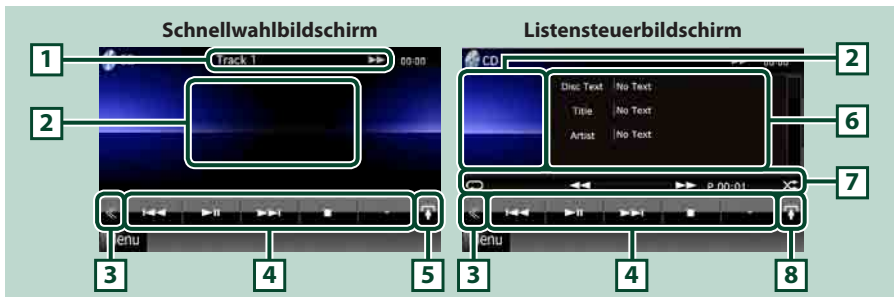 Schnellwahlbildschirm
Listensteuerbildschirm
1
Track 1
00:00
2
CD
2
Disc Text No Text
Title No Text
Artist No Text
6
P 00:01
7
Menu
Menu
3
4
5
3
4
8